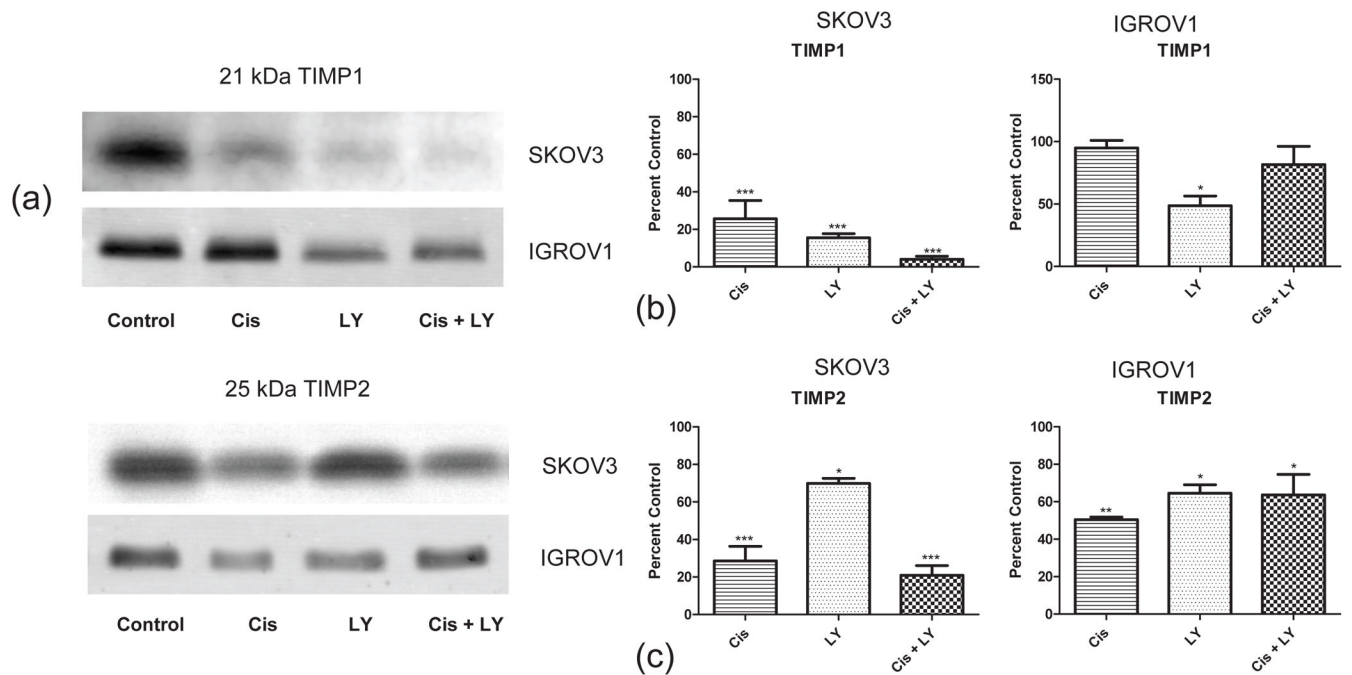 (a)
21 kDa TIMP1
SKOV3
IGROV1
Control Cis LY Cis + LY
25 kDa TIMP2
SKOV3
IGROV1
Control Cis LY Cis + LY
(b)
SKOV3
TIMP1
Percent Control
100
80
60
40
20
0
***
***
***
Cis
LY
Cis + LY
IGROV1
TIMP1
Percent Control
150
100
50
0
*
Cis
LY
Cis + LY
(c)
SKOV3
TIMP2
Percent Control
100
80
60
40
20
0
***
*
***
Cis
LY
Cis + LY
IGROV1
TIMP2
Percent Control
100
80
60
40
20
0
**
*
*
Cis
LY
Cis + LY